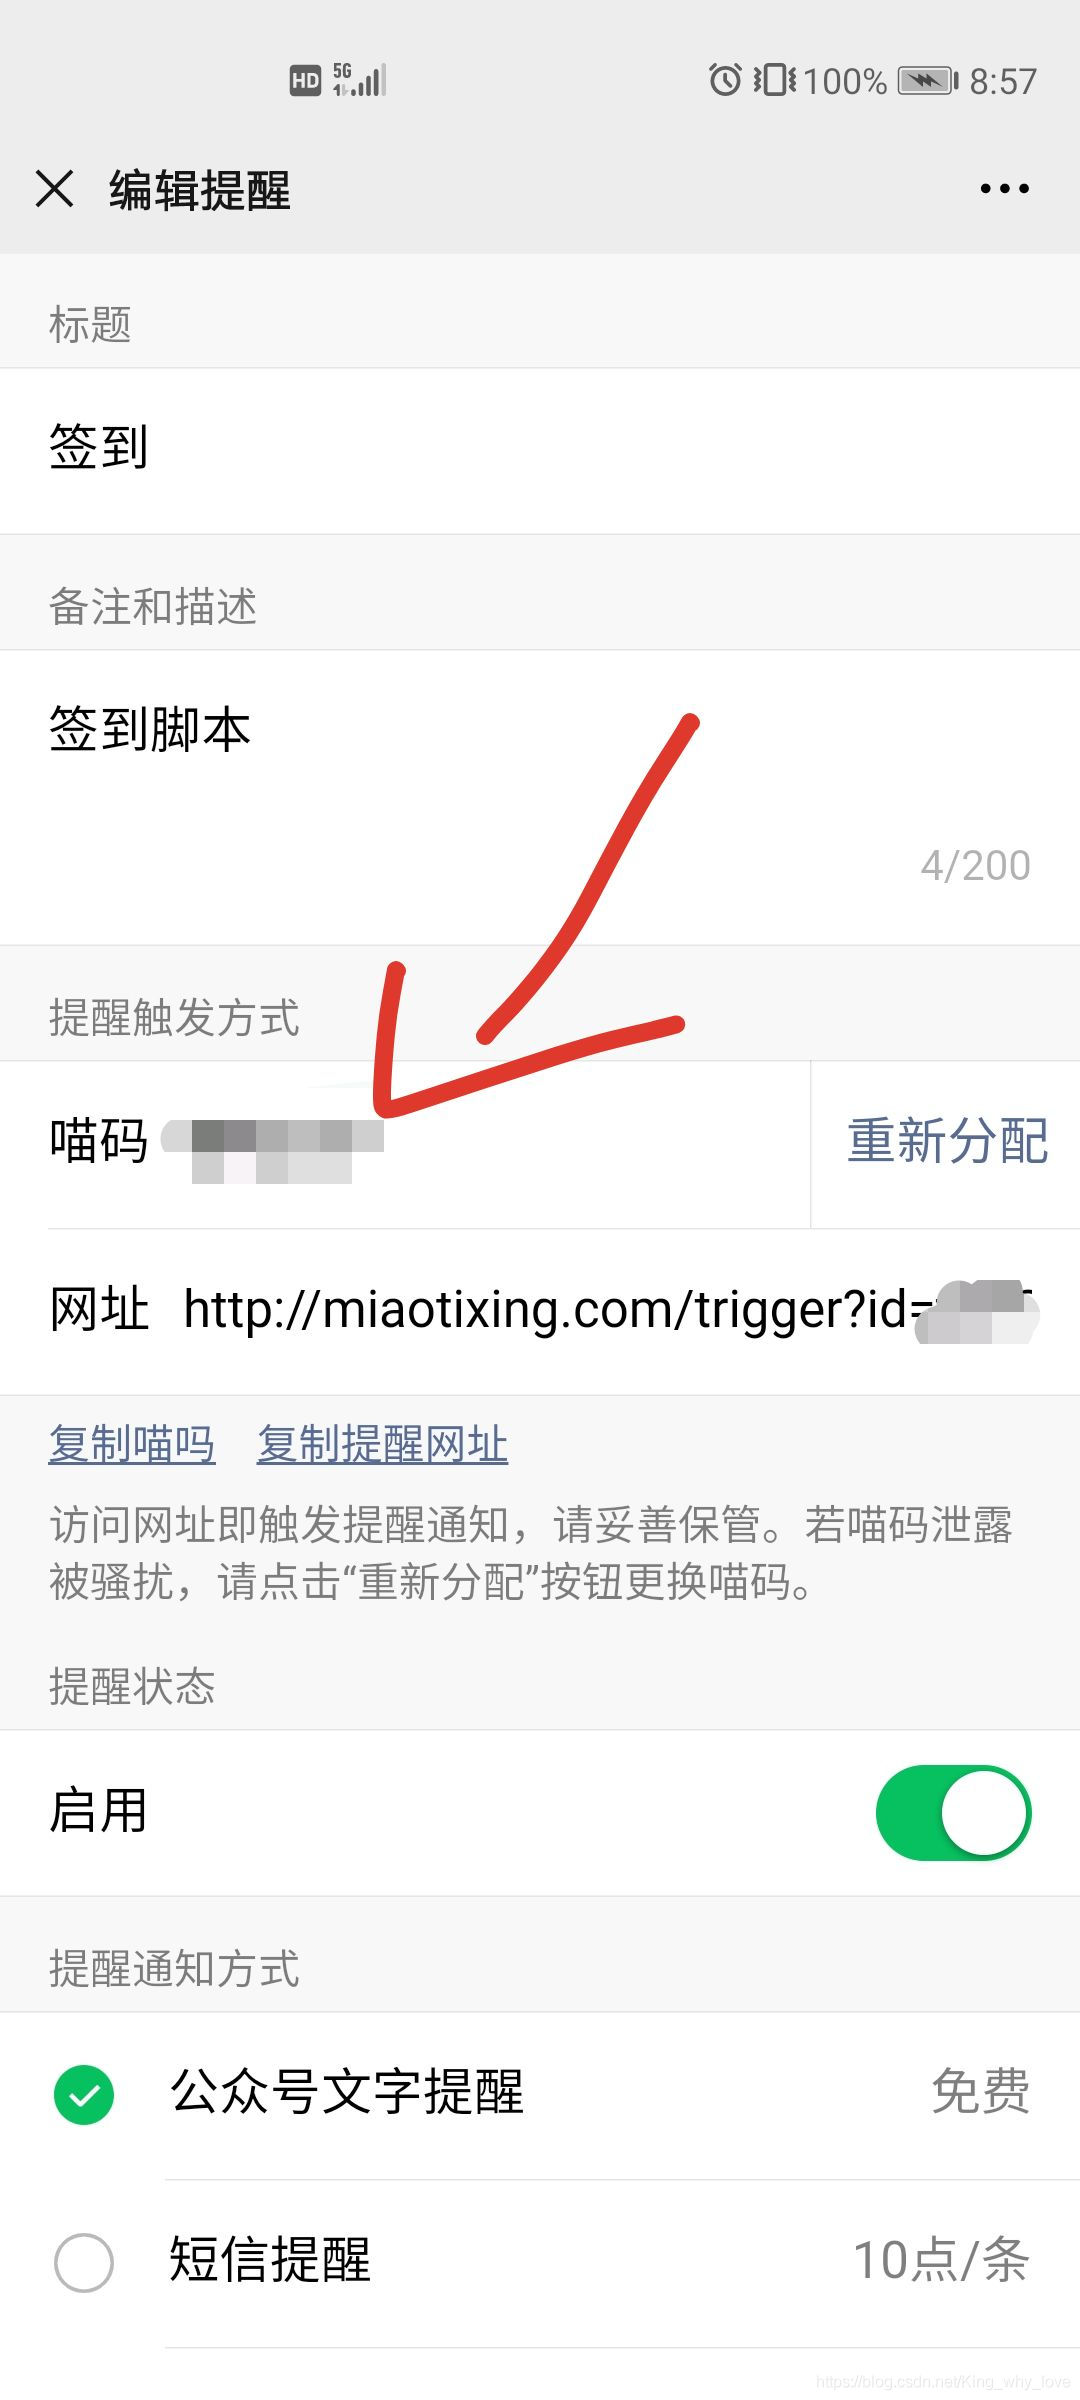 HD 5G 100% 8:57
编辑提醒
标题
签到
备注和描述
签到脚本
4/200
提醒触发方式
喵码 重新分配
网址 http://miaotixing.com/trigger?id=
复制喵吗 复制提醒网址
访问网址即触发提醒通知，请妥善保管。若喵码泄露
被骚扰，请点击“重新分配”按钮更换喵码。
提醒状态
启用
提醒通知方式
公众号文字提醒 免费
短信提醒 10点/条
https://blog.csdn.net/King_why_love